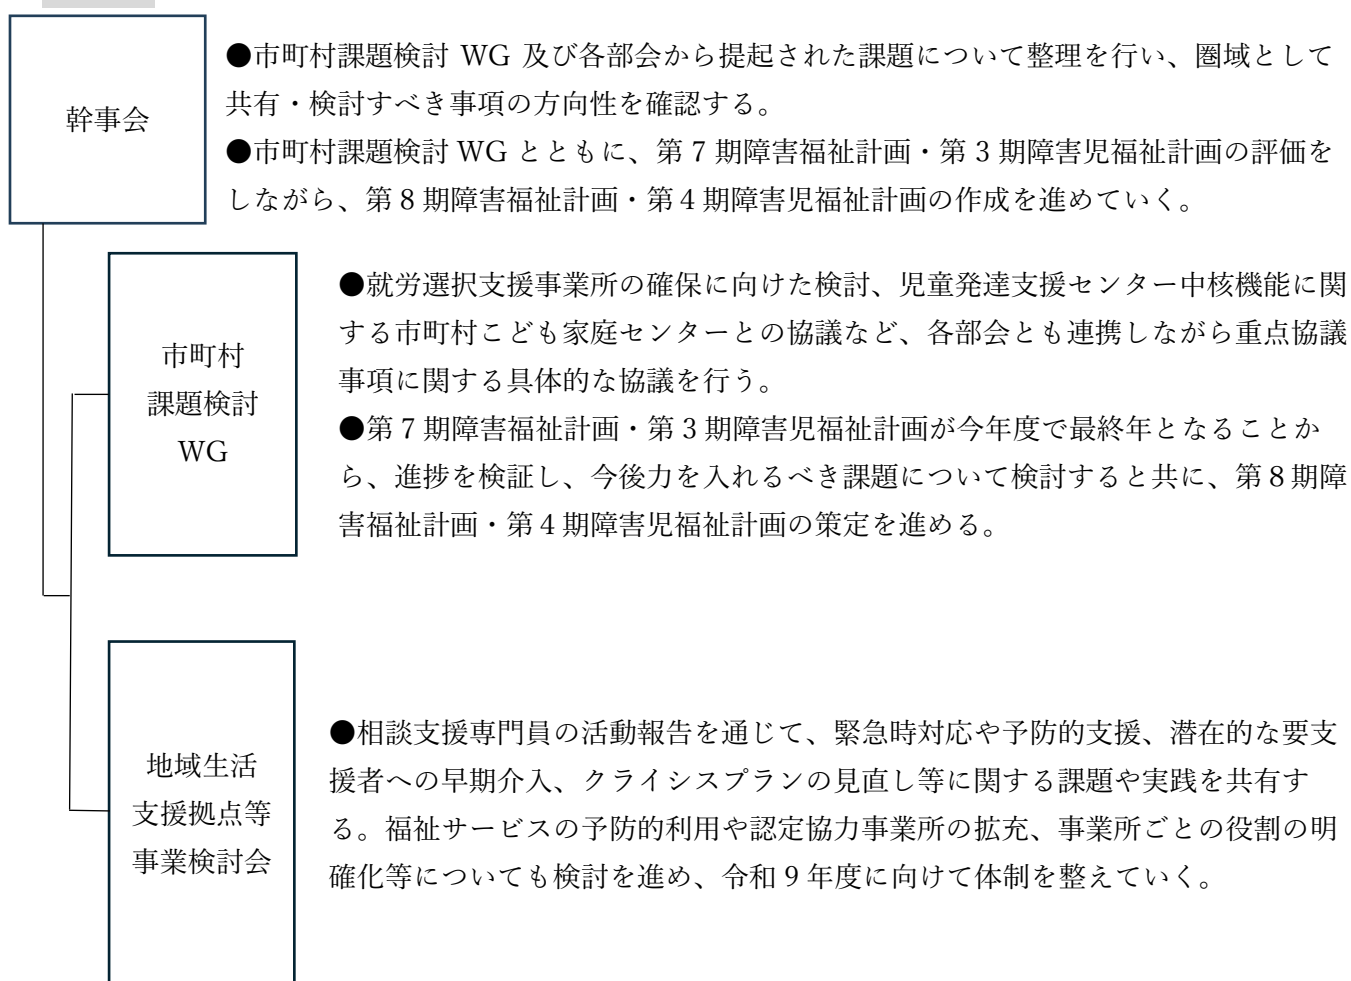 幹事会
●市町村課題検討 WG 及び各部会から提起された課題について整理を行い、圏域として
共有・検討すべき事項の方向性を確認する。
●市町村課題検討 WG とともに、第 7 期障害福祉計画・第 3 期障害児福祉計画の評価を
しながら、第 8 期障害福祉計画・第 4 期障害児福祉計画の作成を進めていく。
市町村
課題検討
WG
●就労選択支援事業所の確保に向けた検討、児童発達支援センター中核機能に関
する市町村こども家庭センターとの協議など、各部会とも連携しながら重点協議
事項に関する具体的な協議を行う。
●第 7 期障害福祉計画・第 3 期障害児福祉計画が今年度で最終年となることか
ら、進捗を検証し、今後力を入れるべき課題について検討すると共に、第 8 期障
害福祉計画・第 4 期障害児福祉計画の策定を進める。
地域生活
支援拠点等
事業検討会
●相談支援専門員の活動報告を通じて、緊急時対応や予防的支援、潜在的な要支
援者への早期介入、クライシスプランの見直し等に関する課題や実践を共有す
る。福祉サービスの予防的利用や認定協力事業所の拡充、事業所ごとの役割の明
確化等についても検討を進め、令和 9 年度に向けて体制を整えていく。